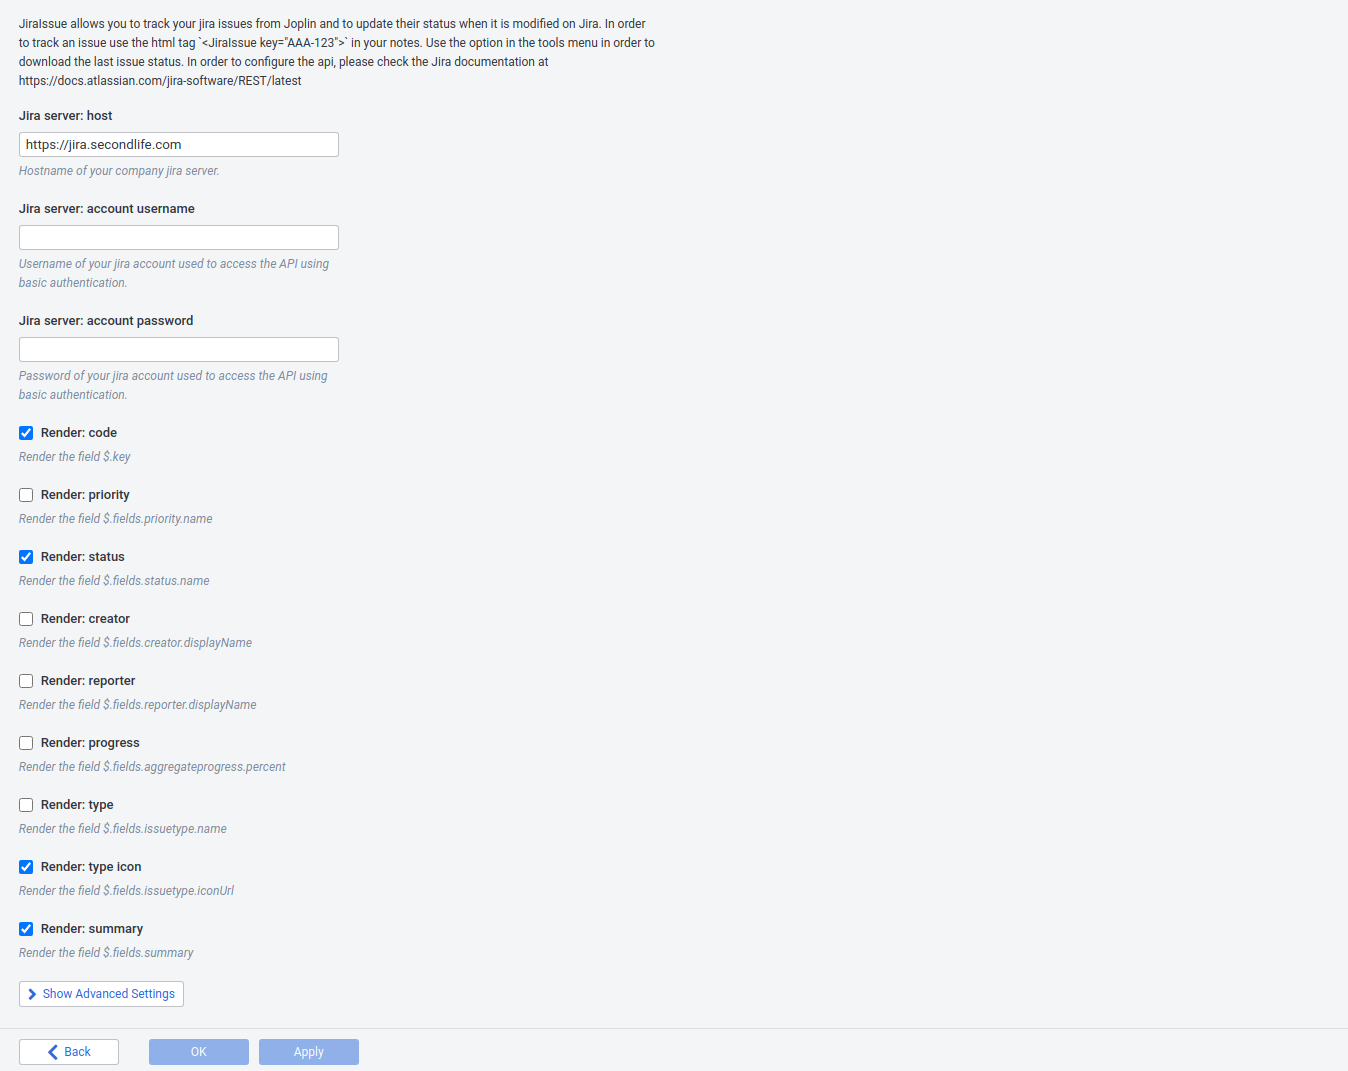 JiraIssue allows you to track your jira issues from Joplin and to update their status when it is modified on Jira. In order
to track an issue use the html tag `<JiraIssue key="AAA-123">` in your notes. Use the option in the tools menu in order to
download the last issue status. In order to configure the api, please check the Jira documentation at
https://docs.atlassian.com/jira-software/REST/latest
Jira server: host
https://jira.secondlife.com
Hostname of your company jira server.
Jira server: account username
Username of your jira account used to access the API using
basic authentication.
Jira server: account password
Password of your jira account used to access the API using
basic authentication.
Render: code
Render the field $.key
Render: priority
Render the field $.fields.priority.name
Render: status
Render the field $.fields.status.name
Render: creator
Render the field $.fields.creator.displayName
Render: reporter
Render the field $.fields.reporter.displayName
Render: progress
Render the field $.fields.aggregateprogress.percent
Render: type
Render the field $.fields.issuetype.name
Render: type icon
Render the field $.fields.issuetype.iconUrl
Render: summary
Render the field $.fields.summary
Show Advanced Settings
Back OK Apply